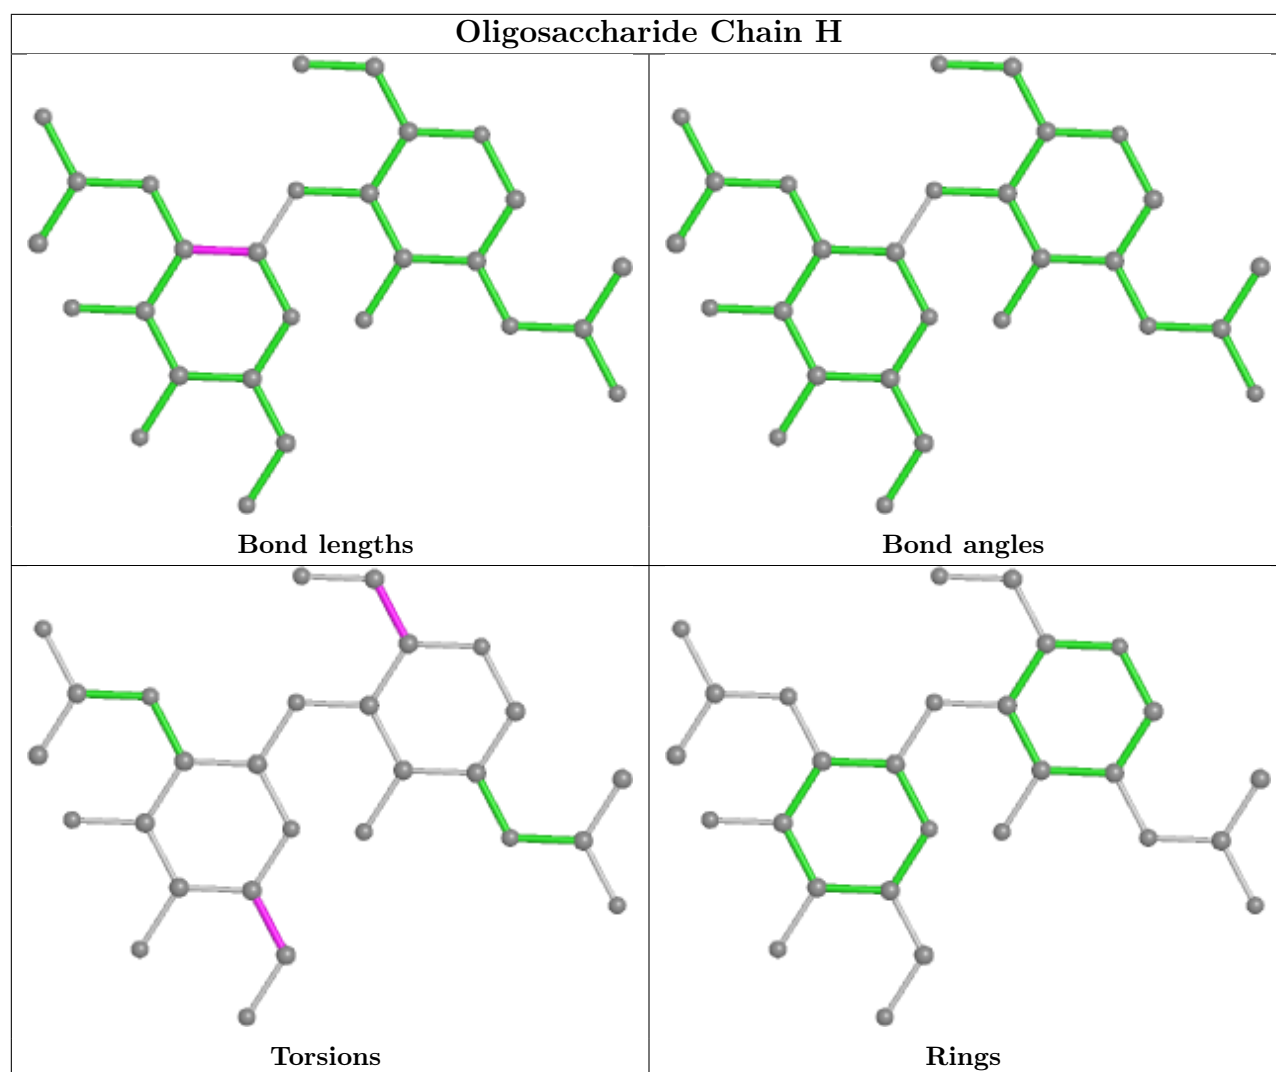 Oligosaccharide Chain H
Bond lengths
Bond angles
Torsions
Rings